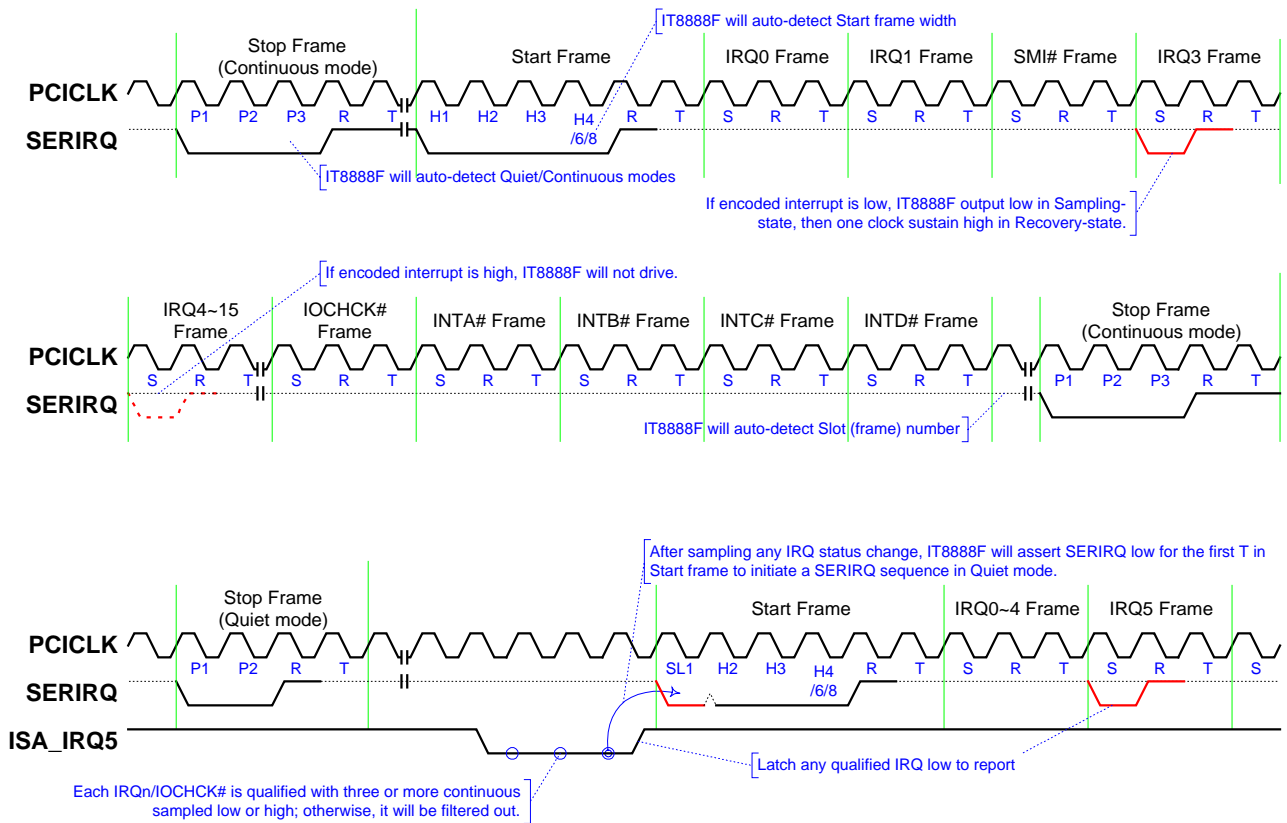 IT8888F will auto-detect Start frame width
Stop Frame
(Continuous mode)
Start Frame
IRQ0 Frame
IRQ1 Frame
SMI# Frame
IRQ3 Frame
PCICLK
P1 P2 P3 R T H1 H2 H3 H4 R T S R T S R T S R T S R T
/6/8
SERIRQ
IT8888F will auto-detect Quiet/Continuous modes
If encoded interrupt is low, IT8888F output low in Sampling-
state, then one clock sustain high in Recovery-state.
If encoded interrupt is high, IT8888F will not drive.
IRQ4~15
Frame
IOCHCK#
Frame
INTA# Frame
INTB# Frame
INTC# Frame
INTD# Frame
Stop Frame
(Continuous mode)
PCICLK
S R T S R T S R T S R T S R T S R T P1 P2 P3 R T
SERIRQ
IT8888F will auto-detect Slot (frame) number
After sampling any IRQ status change, IT8888F will assert SERIRQ low for the first T in
Start frame to initiate a SERIRQ sequence in Quiet mode.
Stop Frame
(Quiet mode)
Start Frame
IRQ0~4 Frame
IRQ5 Frame
PCICLK
P1 P2 R T SL1 H2 H3 H4 R T S R T S R T S
/6/8
SERIRQ
ISA_IRQ5
Latch any qualified IRQ low to report
Each IRQn/IOCHCK# is qualified with three or more continuous
sampled low or high; otherwise, it will be filtered out.